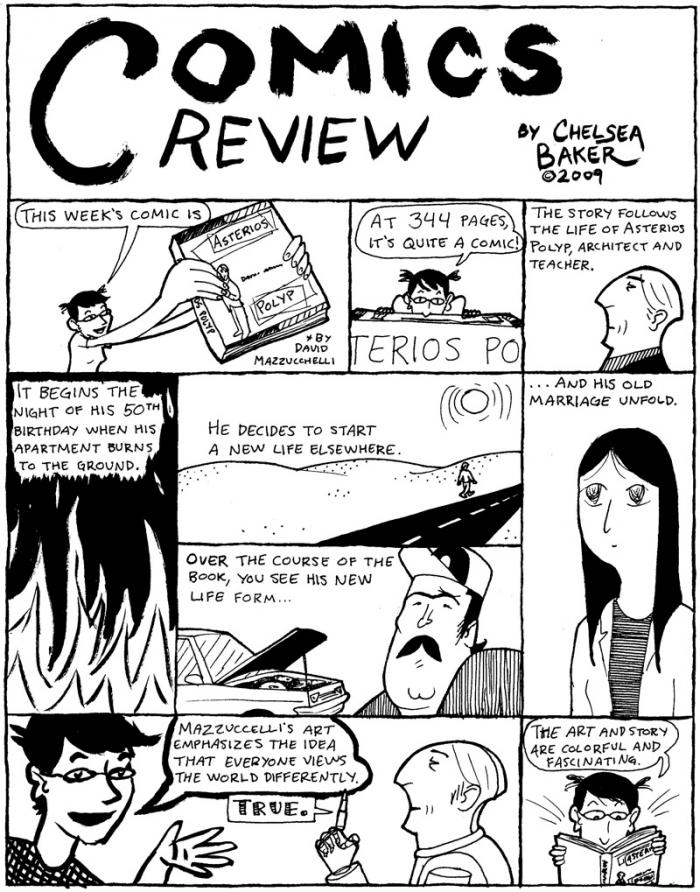 COMICS
REVIEW
BY CHELSEA
BAKER
©2009
THIS WEEK'S COMIC IS
ASTERIOS
POLYP
POLYP
* BY
DAVID
MAZZUCCHELLI
AT 344 PAGES,
IT'S QUITE A COMIC!
TERIOS PO
THE STORY FOLLOWS
THE LIFE OF ASTERIOS
POLYP, ARCHITECT AND
TEACHER.
IT BEGINS THE
NIGHT OF HIS 50TH
BIRTHDAY WHEN HIS
APARTMENT BURNS
TO THE GROUND.
HE DECIDES TO START
A NEW LIFE ELSEWHERE.
OVER THE COURSE OF THE
BOOK, YOU SEE HIS NEW
LIFE FORM...
...AND HIS OLD
MARRIAGE UNFOLD.
MAZZUCCELLI'S ART
EMPHASIZES THE IDEA
THAT EVERYONE VIEWS
THE WORLD DIFFERENTLY.
TRUE.
THE ART AND STORY
ARE COLORFUL AND
FASCINATING.